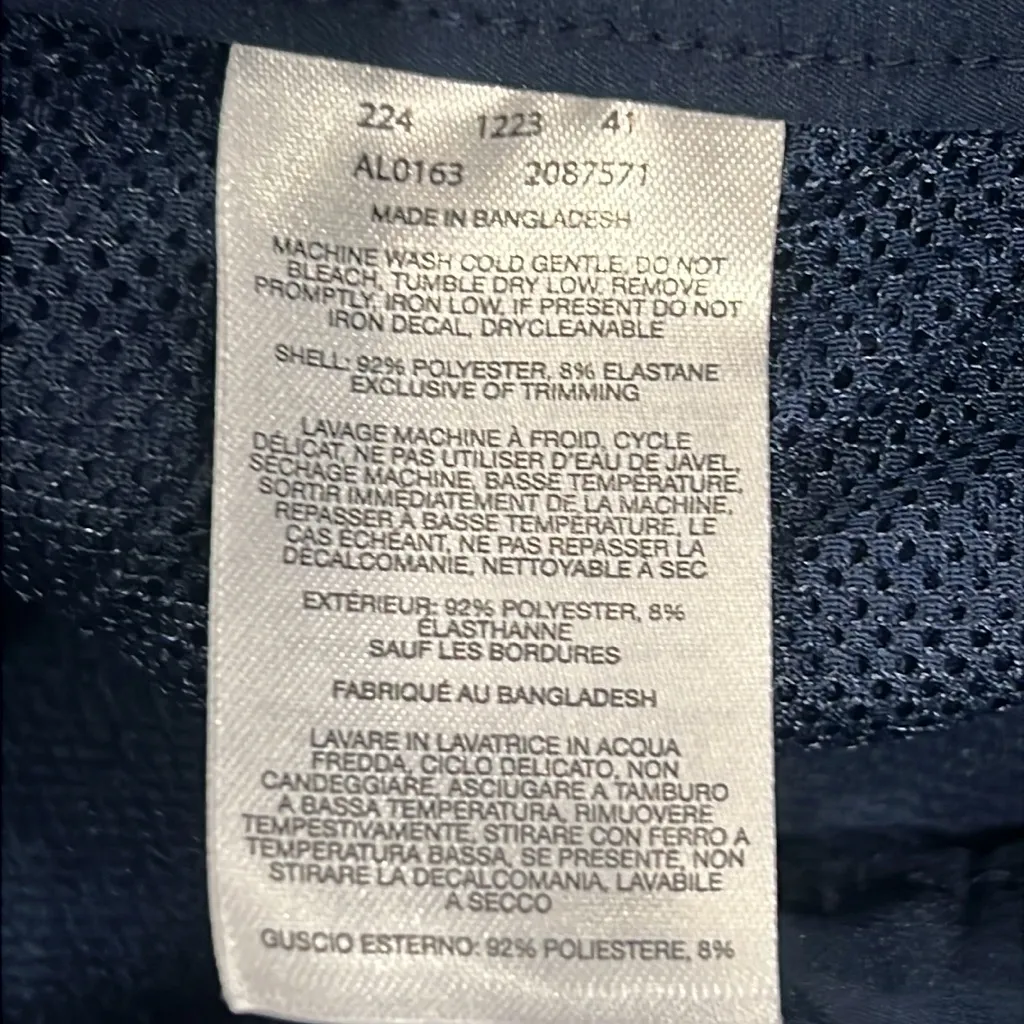 224 1223 41
AL0163 2087571
MADE IN BANGLADESH
MACHINE WASH COLD GENTLE, DO NOT
BLEACH, TUMBLE DRY LOW. REMOVE
PROMPTLY, IRON LOW, IF PRESENT DO NOT
IRON DECAL, DRYCLEANABLE
SHELL: 92% POLYESTER, 8% ELASTANE
EXCLUSIVE OF TRIMMING
LAVAGE MACHINE À FROID, CYCLE
DÉLICAT, NE PAS UTILISER D'EAU DE JAVEL,
SÉCHAGE MACHINE, BASSE TEMPÉRATURE,
SORTIR IMMÉDIATEMENT DE LA MACHINE,
REPASSER À BASSE TEMPÉRATURE, LE
CAS ÉCHÉANT, NE PAS REPASSER LA
DÉCALCOMANIE, NETTOYABLE À SEC
EXTÉRIEUR: 92% POLYESTER, 8%
ÉLASTHANNE
SAUF LES BORDURES
FABRIQUÉ AU BANGLADESH
LAVARE IN LAVATRICE IN ACQUA
FREDDA, CICLO DELICATO, NON
CANDEGGIARE, ASCIUGARE A TAMBURO
A BASSA TEMPERATURA, RIMUOVERE
TEMPESTIVAMENTE, STIRARE CON FERRO A
TEMPERATURA BASSA, SE PRESENTE, NON
STIRARE LA DECALCOMANIA, LAVABILE
A SECCO
GUSCIO ESTERNO: 92% POLIESTERE, 8%